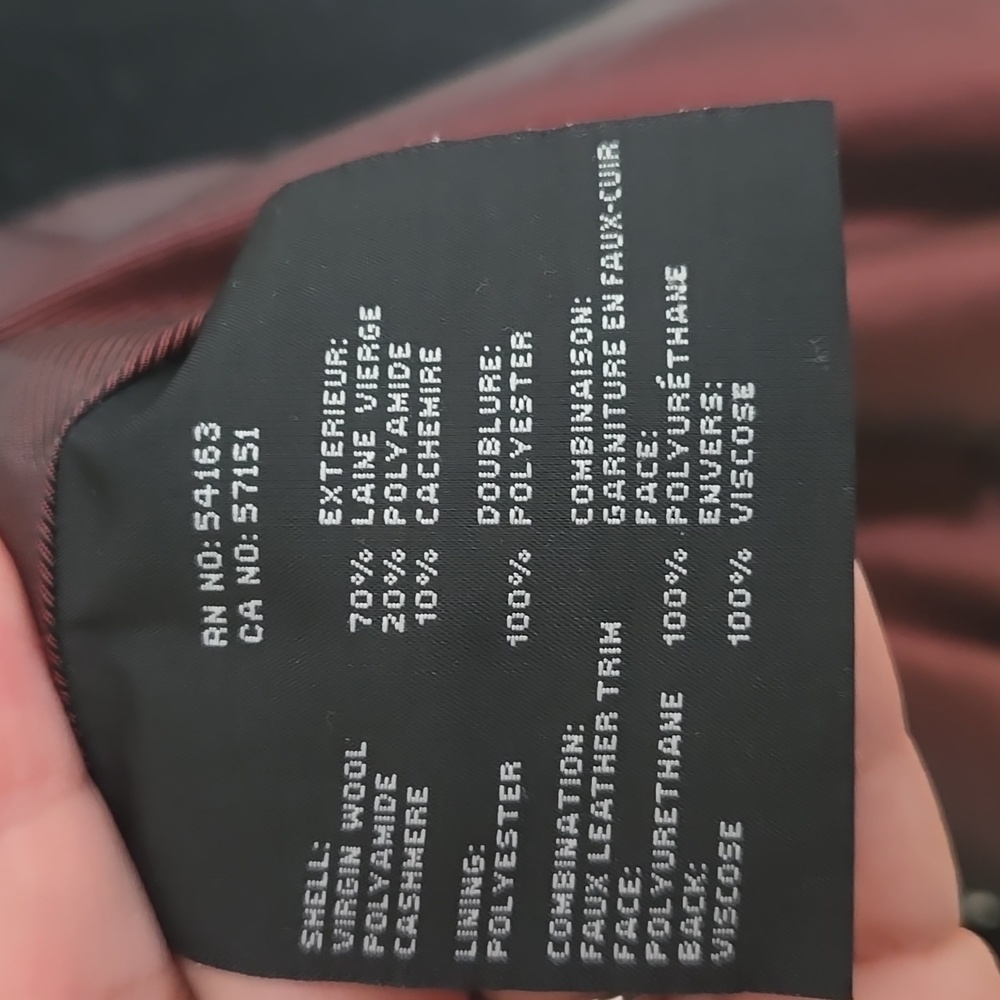 RN NO: 54163
CA NO: 57151
SHELL: EXTERIEUR:
VIRGIN WOOL 70% LAINE VIERGE
POLYAMIDE 20% POLYAMIDE
CASHMERE 10% CACHEMIRE
LINING: DOUBLURE:
POLYESTER 100% POLYESTER
COMBINATION: COMBINAISON:
FAUX LEATHER TRIM GARNITURE EN FAUX-CUIR
FACE: FACE:
POLYURETHANE 100% POLYURÉTHANE
BACK: ENVERS:
VISCOSE 100% VISCOSE